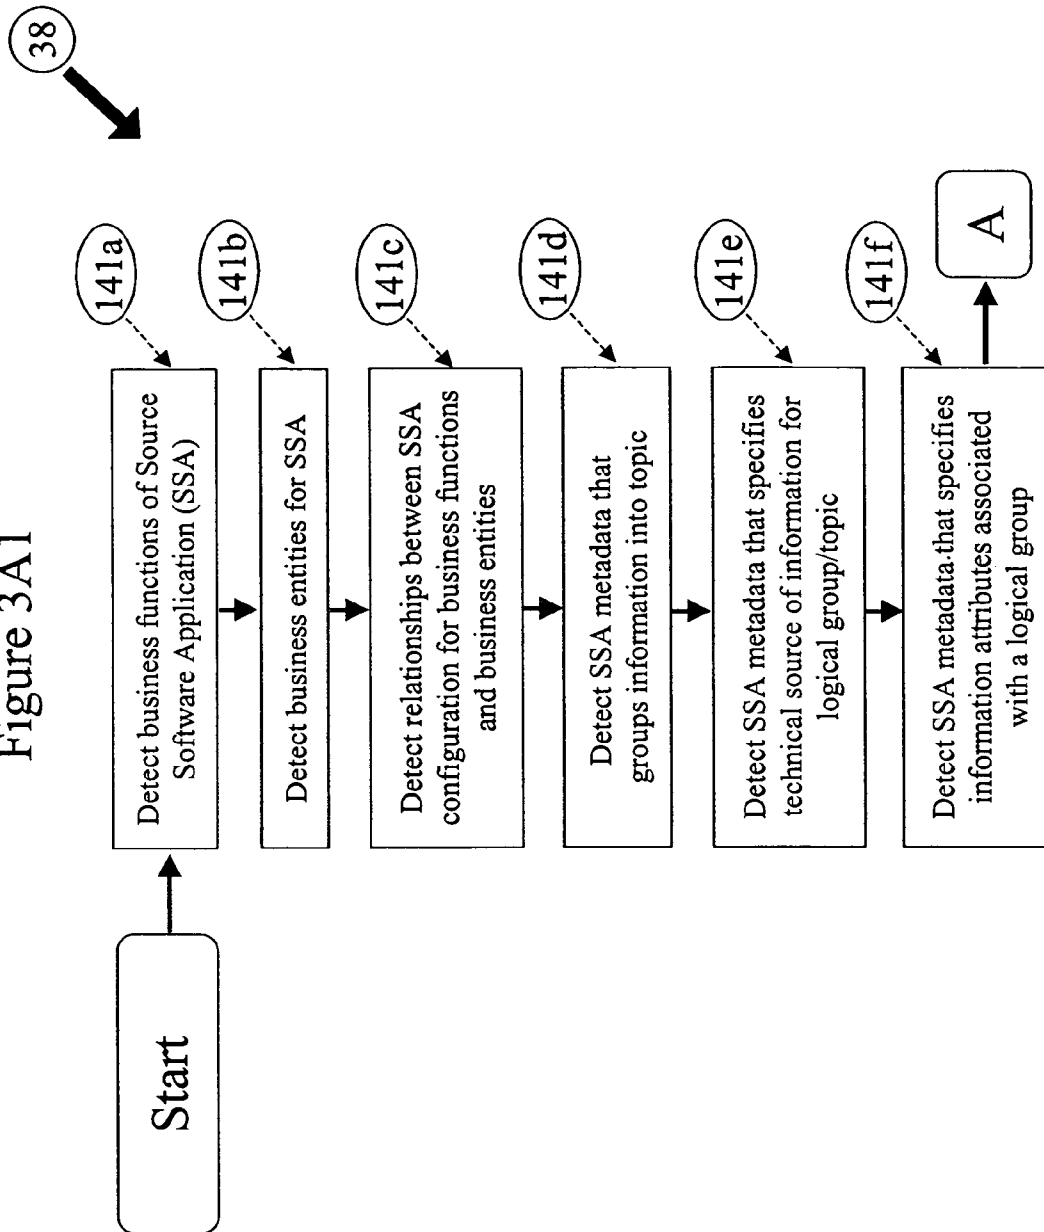 Figure 3A1
38
Start
Detect business functions of Source
Software Application (SSA)
141a
Detect business entities for SSA
141b
Detect relationships between SSA
configuration for business functions
and business entities
141c
Detect SSA metadata that
groups information into topic
141d
Detect SSA metadata that specifies
technical source of information for
logical group/topic
141e
Detect SSA metadata that specifies
information attributes associated
with a logical group
141f
A